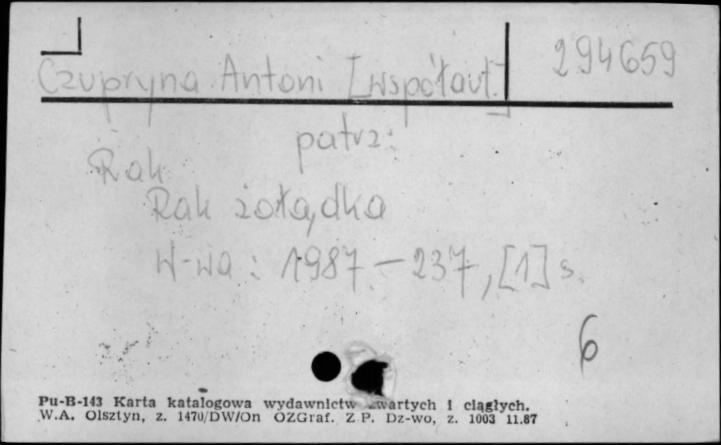 294659
Czupryna Antoni [współaut.]
patrz:
Rak
Rak żołądka
W-wa: 1987. - 237, [1] s.
6
Pu-B-143 Karta katalogowa wydawnictw zwartych i ciągłych.
W.A. Olsztyn, z. 1470/DW/On OZGraf. Z.P. Dz-wo, z. 1003 11.87